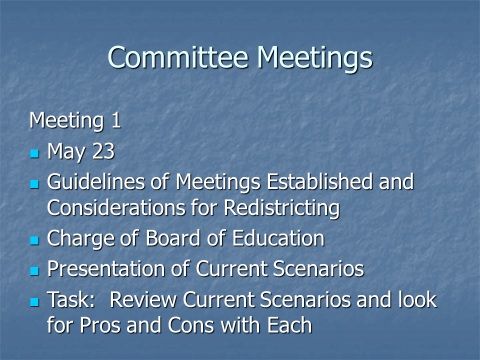 Committee Meetings
Meeting 1
May 23
Guidelines of Meetings Established and
Considerations for Redistricting
Charge of Board of Education
Presentation of Current Scenarios
Task:  Review Current Scenarios and look
for Pros and Cons with Each